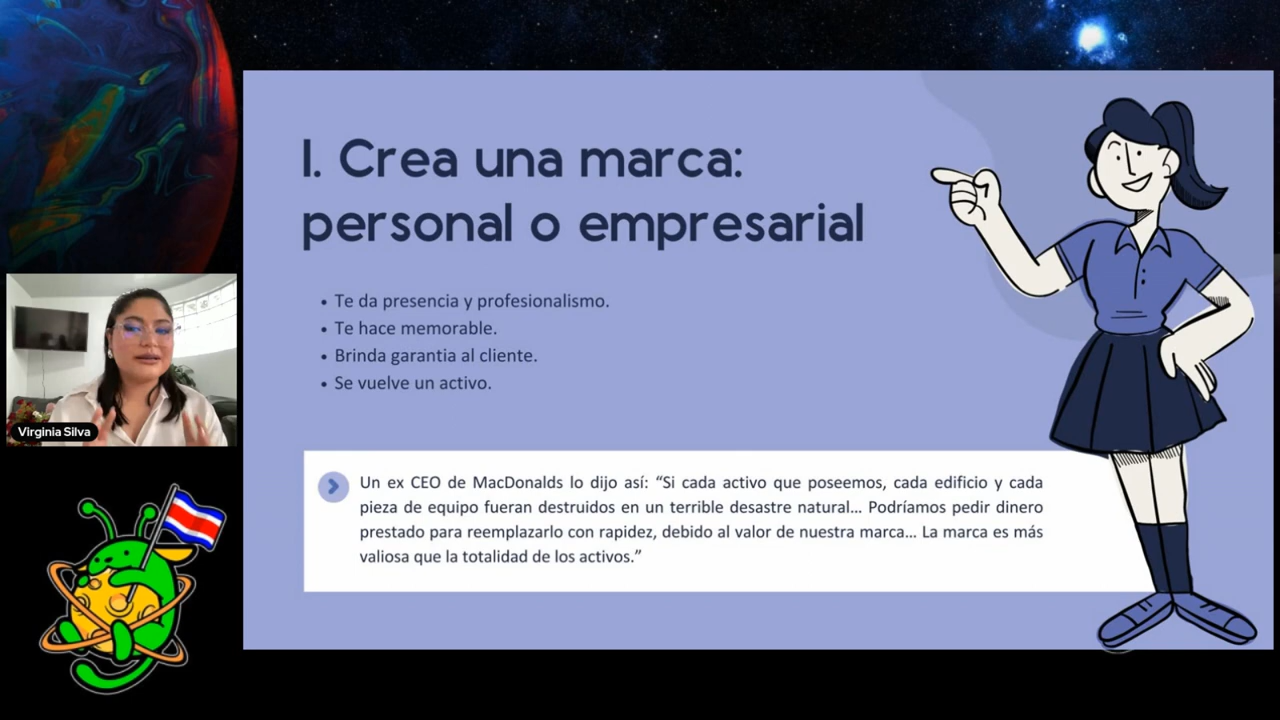 I. Crea una marca:
personal o empresarial
• Te da presencia y profesionalismo.
• Te hace memorable.
• Brinda garantia al cliente.
• Se vuelve un activo.
Un ex CEO de MacDonalds lo dijo así: “Si cada activo que poseemos, cada edificio y cada
pieza de equipo fueran destruidos en un terrible desastre natural... Podríamos pedir dinero
prestado para reemplazarlo con rapidez, debido al valor de nuestra marca... La marca es más
valiosa que la totalidad de los activos.”
Virginia Silva